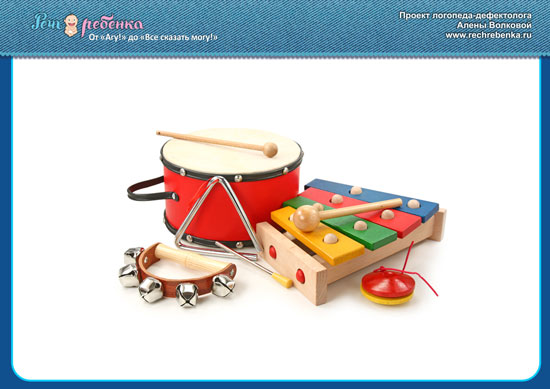 Речь ребенка
От «Агу!» до «Все сказать могу!»
Проект логопеда-дефектолога
Алены Волковой
www.rechrebenka.ru